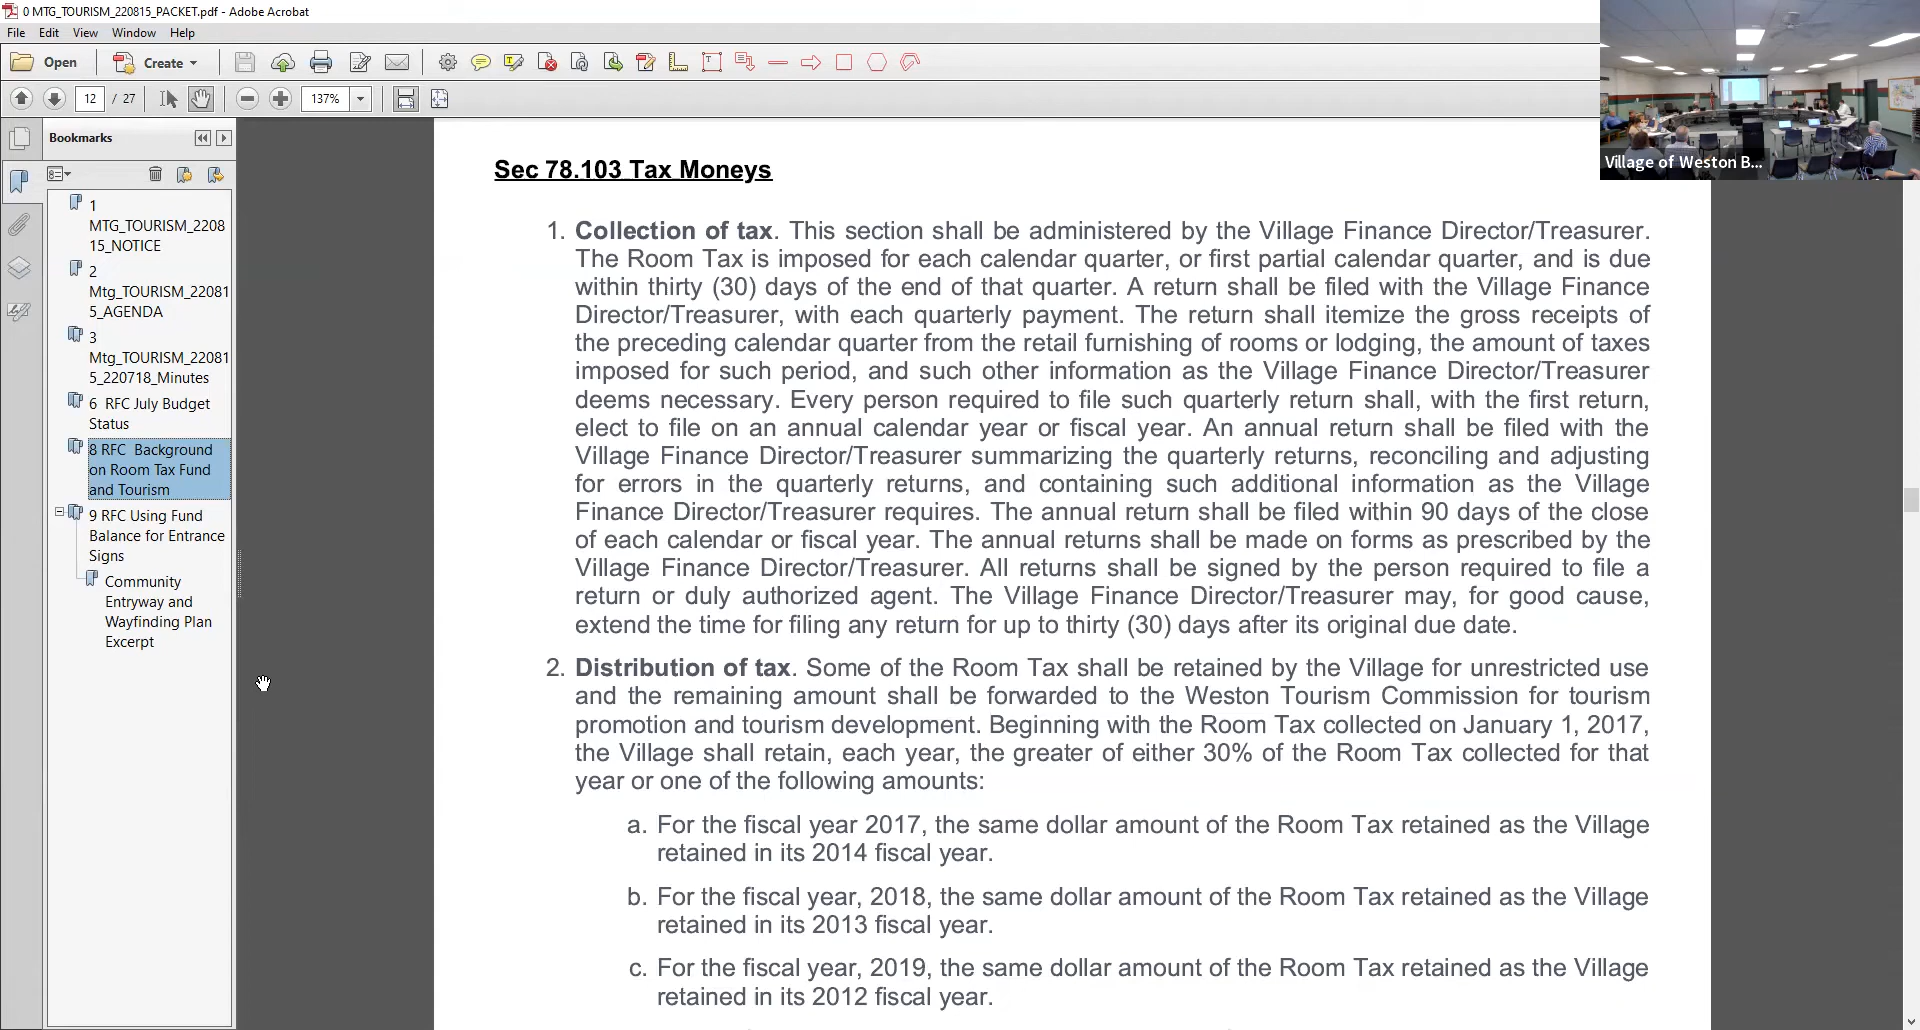 0 MTG_TOURISM_220815_PACKET.pdf - Adobe Acrobat
File Edit View Window Help
Open Create
12 / 27 137%
Village of Weston B...
Bookmarks
1
MTG_TOURISM_2208
15_NOTICE
2
Mtg_TOURISM_22081
5_AGENDA
3
Mtg_TOURISM_22081
5_220718_Minutes
6 RFC July Budget
Status
8 RFC Background
on Room Tax Fund
and Tourism
9 RFC Using Fund
Balance for Entrance
Signs
Community
Entryway and
Wayfinding Plan
Excerpt
Sec 78.103 Tax Moneys
1. Collection of tax. This section shall be administered by the Village Finance Director/Treasurer.
The Room Tax is imposed for each calendar quarter, or first partial calendar quarter, and is due
within thirty (30) days of the end of that quarter. A return shall be filed with the Village Finance
Director/Treasurer, with each quarterly payment. The return shall itemize the gross receipts of
the preceding calendar quarter from the retail furnishing of rooms or lodging, the amount of taxes
imposed for such period, and such other information as the Village Finance Director/Treasurer
deems necessary. Every person required to file such quarterly return shall, with the first return,
elect to file on an annual calendar year or fiscal year. An annual return shall be filed with the
Village Finance Director/Treasurer summarizing the quarterly returns, reconciling and adjusting
for errors in the quarterly returns, and containing such additional information as the Village
Finance Director/Treasurer requires. The annual return shall be filed within 90 days of the close
of each calendar or fiscal year. The annual returns shall be made on forms as prescribed by the
Village Finance Director/Treasurer. All returns shall be signed by the person required to file a
return or duly authorized agent. The Village Finance Director/Treasurer may, for good cause,
extend the time for filing any return for up to thirty (30) days after its original due date.
2. Distribution of tax. Some of the Room Tax shall be retained by the Village for unrestricted use
and the remaining amount shall be forwarded to the Weston Tourism Commission for tourism
promotion and tourism development. Beginning with the Room Tax collected on January 1, 2017,
the Village shall retain, each year, the greater of either 30% of the Room Tax collected for that
year or one of the following amounts:
a. For the fiscal year 2017, the same dollar amount of the Room Tax retained as the Village
retained in its 2014 fiscal year.
b. For the fiscal year, 2018, the same dollar amount of the Room Tax retained as the Village
retained in its 2013 fiscal year.
c. For the fiscal year, 2019, the same dollar amount of the Room Tax retained as the Village
retained in its 2012 fiscal year.